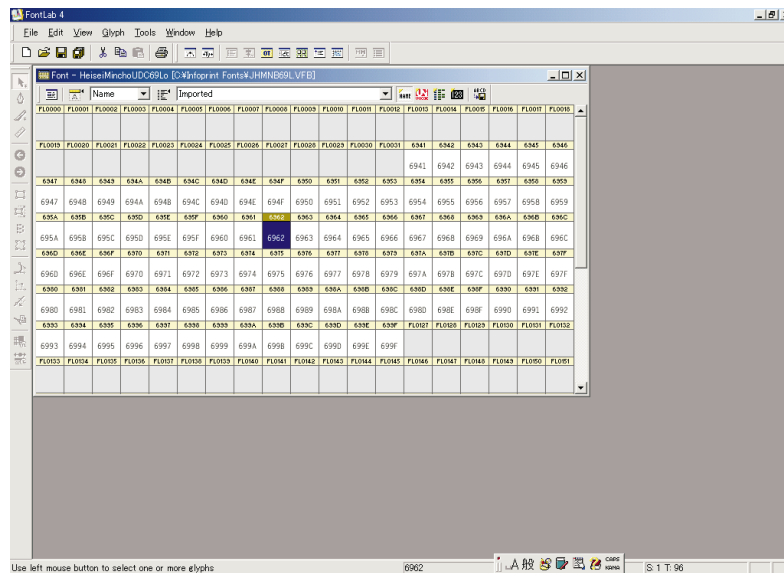 FontLab 4
File Edit View Glyph Tools Window Help
Font - HeiseiMinchoUDC69Lo [C:¥Infoprint Fonts¥JHMNB69L.VFB]
Name Imported
FL0000 FL0001 FL0002 FL0003 FL0004 FL0005 FL0006 FL0007 FL0008 FL0009 FL0010 FL0011 FL0012 FL0013 FL0014 FL0015 FL0016 FL0017 FL0018
FL0019 FL0020 FL0021 FL0022 FL0023 FL0024 FL0025 FL0026 FL0027 FL0028 FL0029 FL0030 FL0031 6941 6942 6943 6944 6945 6946
6941 6942 6943 6944 6945 6946
6947 6948 6949 694A 694B 694C 694D 694E 694F 6950 6951 6952 6953 6954 6955 6956 6957 6958 6959
6947 6948 6949 694A 694B 694C 694D 694E 694F 6950 6951 6952 6953 6954 6955 6956 6957 6958 6959
695A 695B 695C 695D 695E 695F 6960 6961 6962 6963 6964 6965 6966 6967 6968 6969 696A 696B 696C
695A 695B 695C 695D 695E 695F 6960 6961 6962 6963 6964 6965 6966 6967 6968 6969 696A 696B 696C
696D 696E 696F 6970 6971 6972 6973 6974 6975 6976 6977 6978 6979 697A 697B 697C 697D 697E 697F
696D 696E 696F 6970 6971 6972 6973 6974 6975 6976 6977 6978 6979 697A 697B 697C 697D 697E 697F
6980 6981 6982 6983 6984 6985 6986 6987 6988 6989 698A 698B 698C 698D 698E 698F 6990 6991 6992
6980 6981 6982 6983 6984 6985 6986 6987 6988 6989 698A 698B 698C 698D 698E 698F 6990 6991 6992
6993 6994 6995 6996 6997 6998 6999 699A 699B 699C 699D 699E 699F FL0127 FL0128 FL0129 FL0130 FL0131 FL0132
6993 6994 6995 6996 6997 6998 6999 699A 699B 699C 699D 699E 699F
FL0133 FL0134 FL0135 FL0136 FL0137 FL0138 FL0139 FL0140 FL0141 FL0142 FL0143 FL0144 FL0145 FL0146 FL0147 FL0148 FL0149 FL0150 FL0151
Use left mouse button to select one or more glyphs 6962 A 般 CAPS KANA S: 1 T: 96